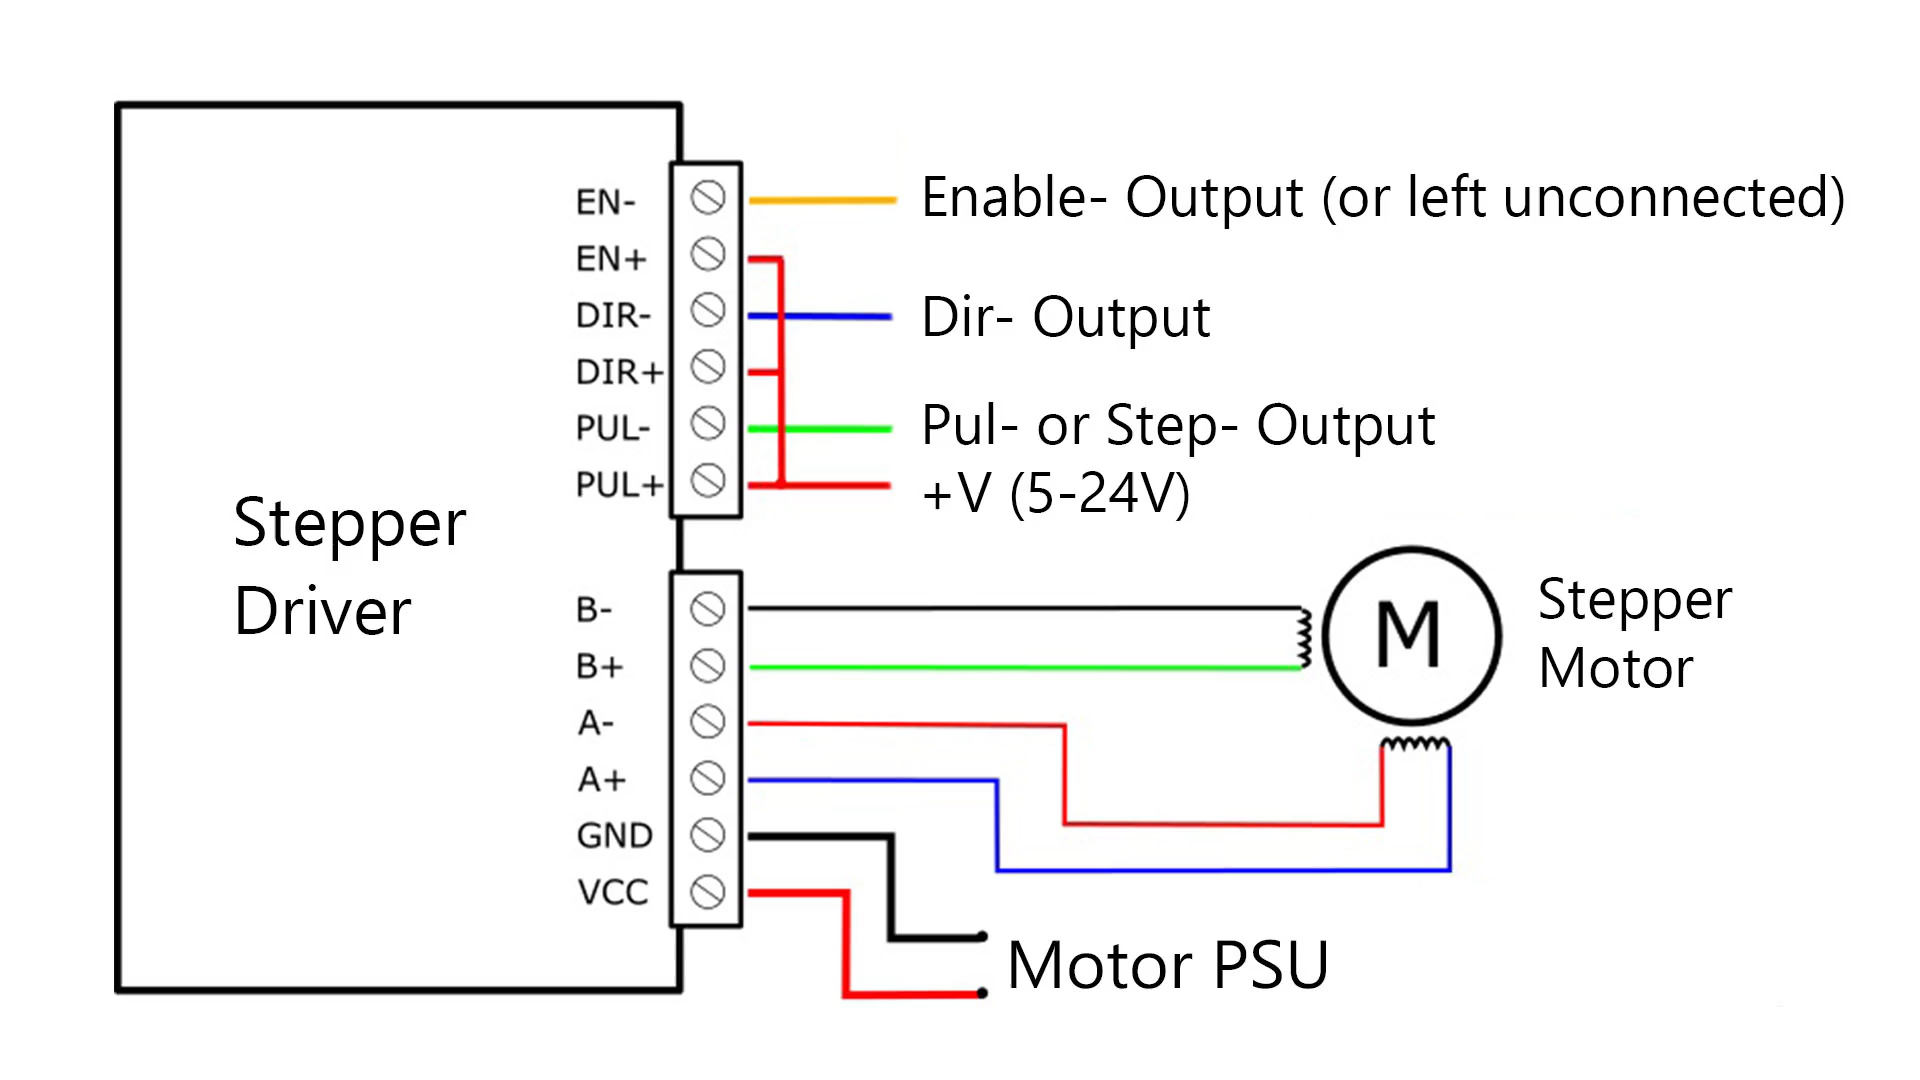 EN- Enable- Output (or left unconnected)
EN+
DIR- Dir- Output
DIR+
PUL- Pul- or Step- Output
PUL+ +V (5-24V)
Stepper
Driver
B-
B+
A-
A+
GND
VCC
M
Stepper
Motor
Motor PSU